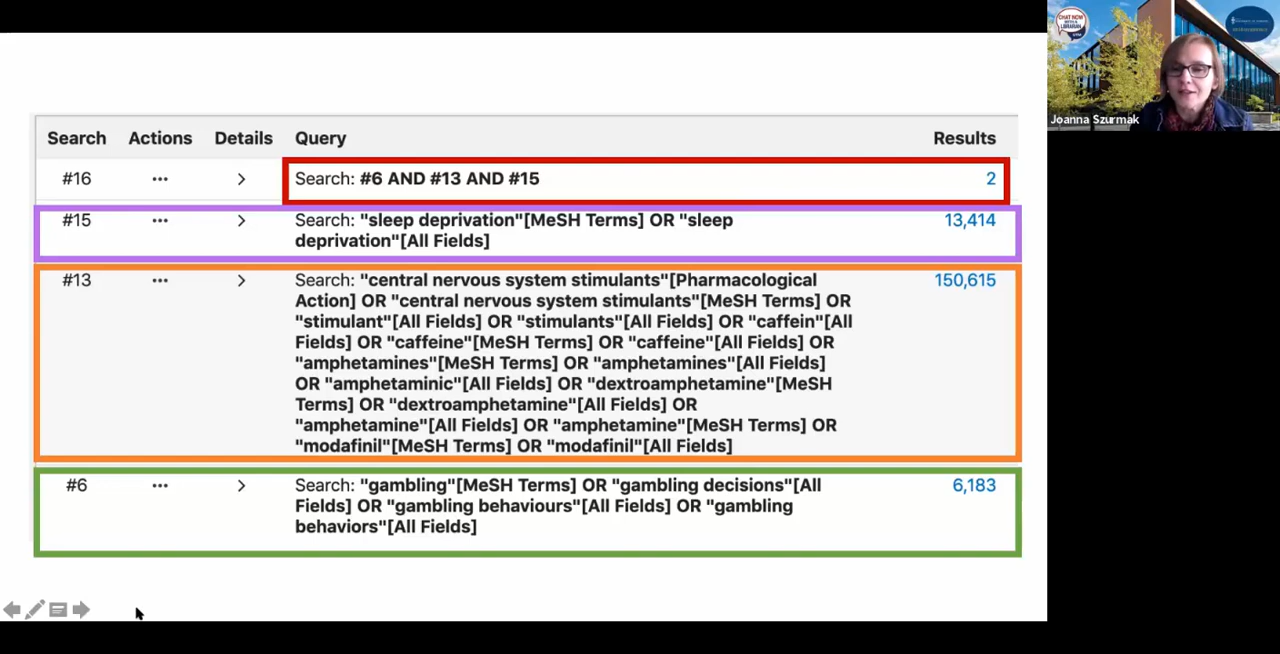 Search Actions Details Query Results
#16 ... > Search: #6 AND #13 AND #15 2
#15 ... > Search: "sleep deprivation"[MeSH Terms] OR "sleep 13,414
deprivation"[All Fields]
#13 ... > Search: "central nervous system stimulants"[Pharmacological 150,615
Action] OR "central nervous system stimulants"[MeSH Terms] OR
"stimulant"[All Fields] OR "stimulants"[All Fields] OR "caffein"[All
Fields] OR "caffeine"[MeSH Terms] OR "caffeine"[All Fields] OR
"amphetamines"[MeSH Terms] OR "amphetamines"[All Fields]
OR "amphetaminic"[All Fields] OR "dextroamphetamine"[MeSH
Terms] OR "dextroamphetamine"[All Fields] OR
"amphetamine"[All Fields] OR "amphetamine"[MeSH Terms] OR
"modafinil"[MeSH Terms] OR "modafinil"[All Fields]
#6 ... > Search: "gambling"[MeSH Terms] OR "gambling decisions"[All 6,183
Fields] OR "gambling behaviours"[All Fields] OR "gambling
behaviors"[All Fields]
CHAT NOW
LIBRARIAN
Joanna Szurmak